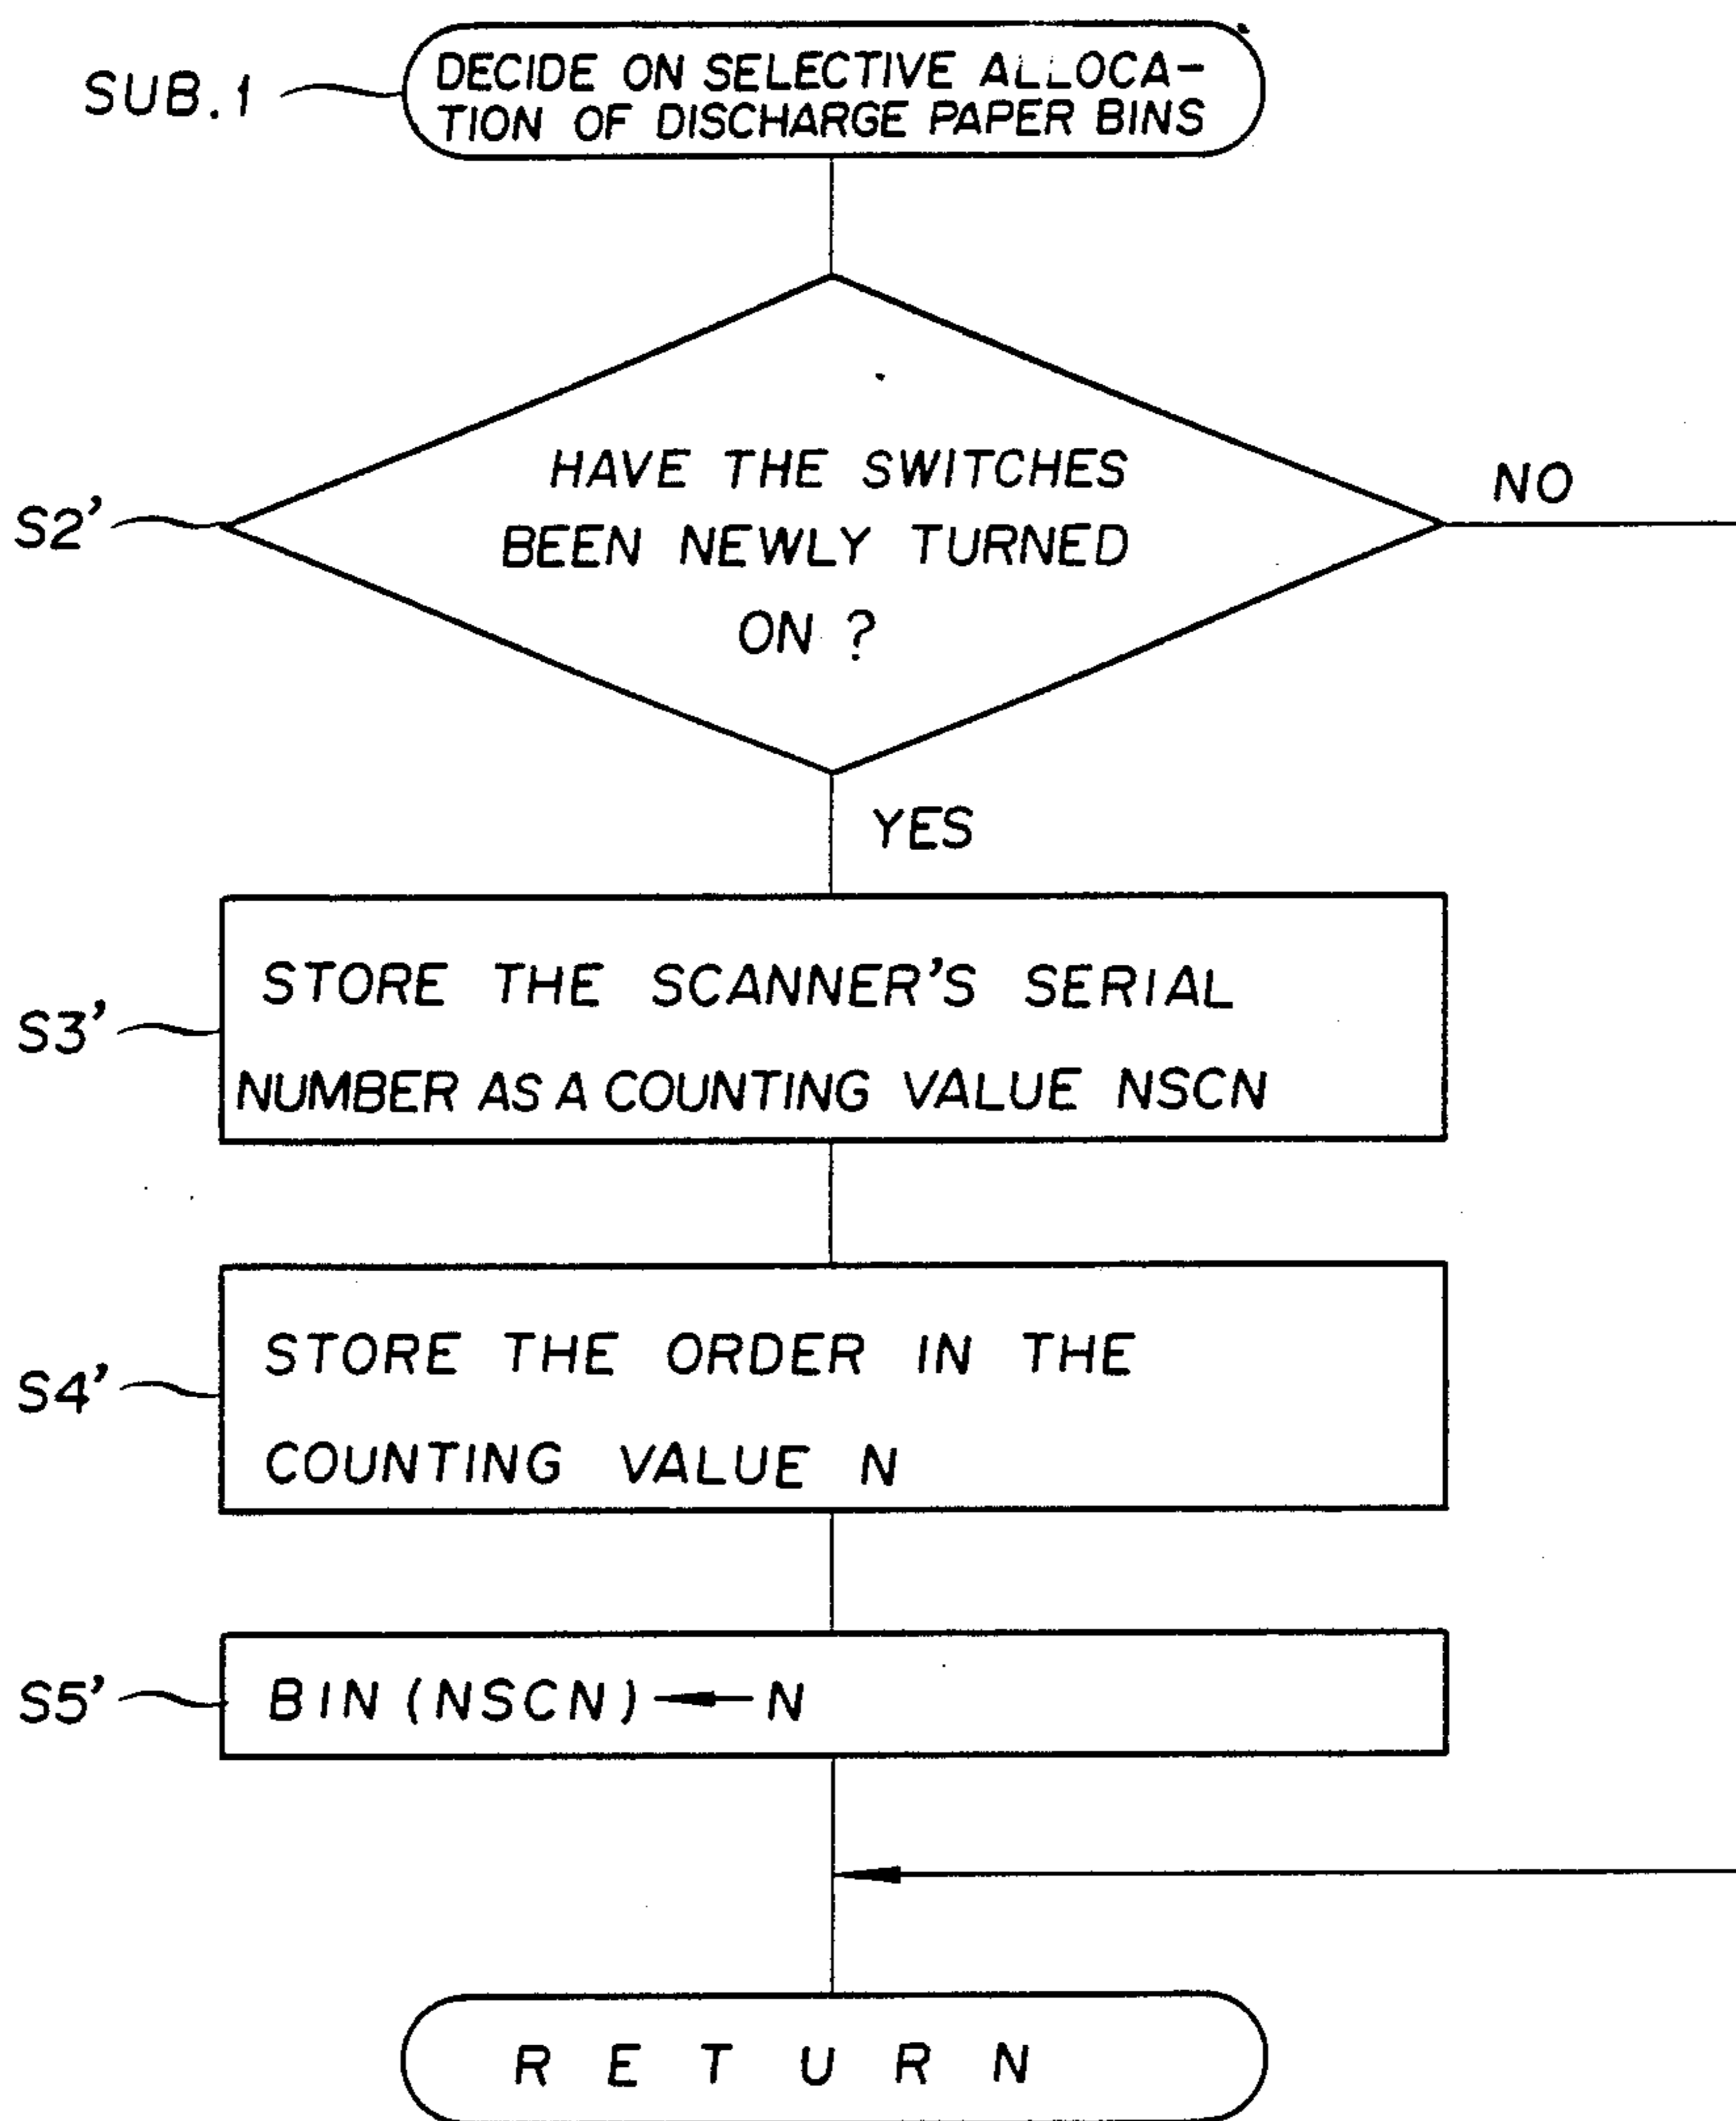 SUB.1
DECIDE ON SELECTIVE ALLOCA-
TION OF DISCHARGE PAPER BINS
S2'
HAVE THE SWITCHES
BEEN NEWLY TURNED
ON ?
NO
YES
S3'
STORE THE SCANNER'S SERIAL
NUMBER AS A COUNTING VALUE NSCN
S4'
STORE THE ORDER IN THE
COUNTING VALUE N
S5'
BIN (NSCN) ← N
RETURN